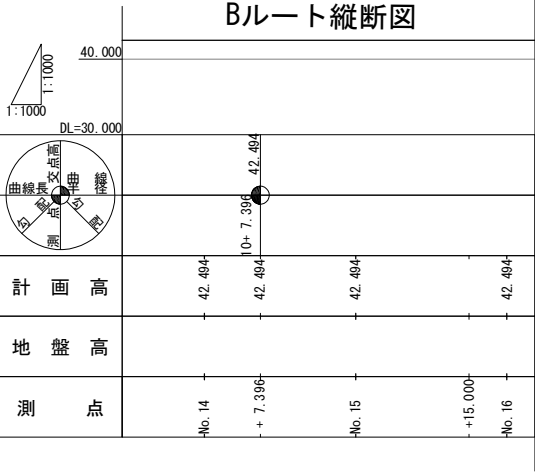 Bルート縦断図
40.000
1:1000
1:1000
DL=30.000
交点高
曲線長
曲線
半径
勾配
勾配
測点
42.494
10+ 7.396
計画高
42.494
42.494
42.494
42.494
地盤高
測点
No.14
+ 7.396
No.15
+15.000
No.16